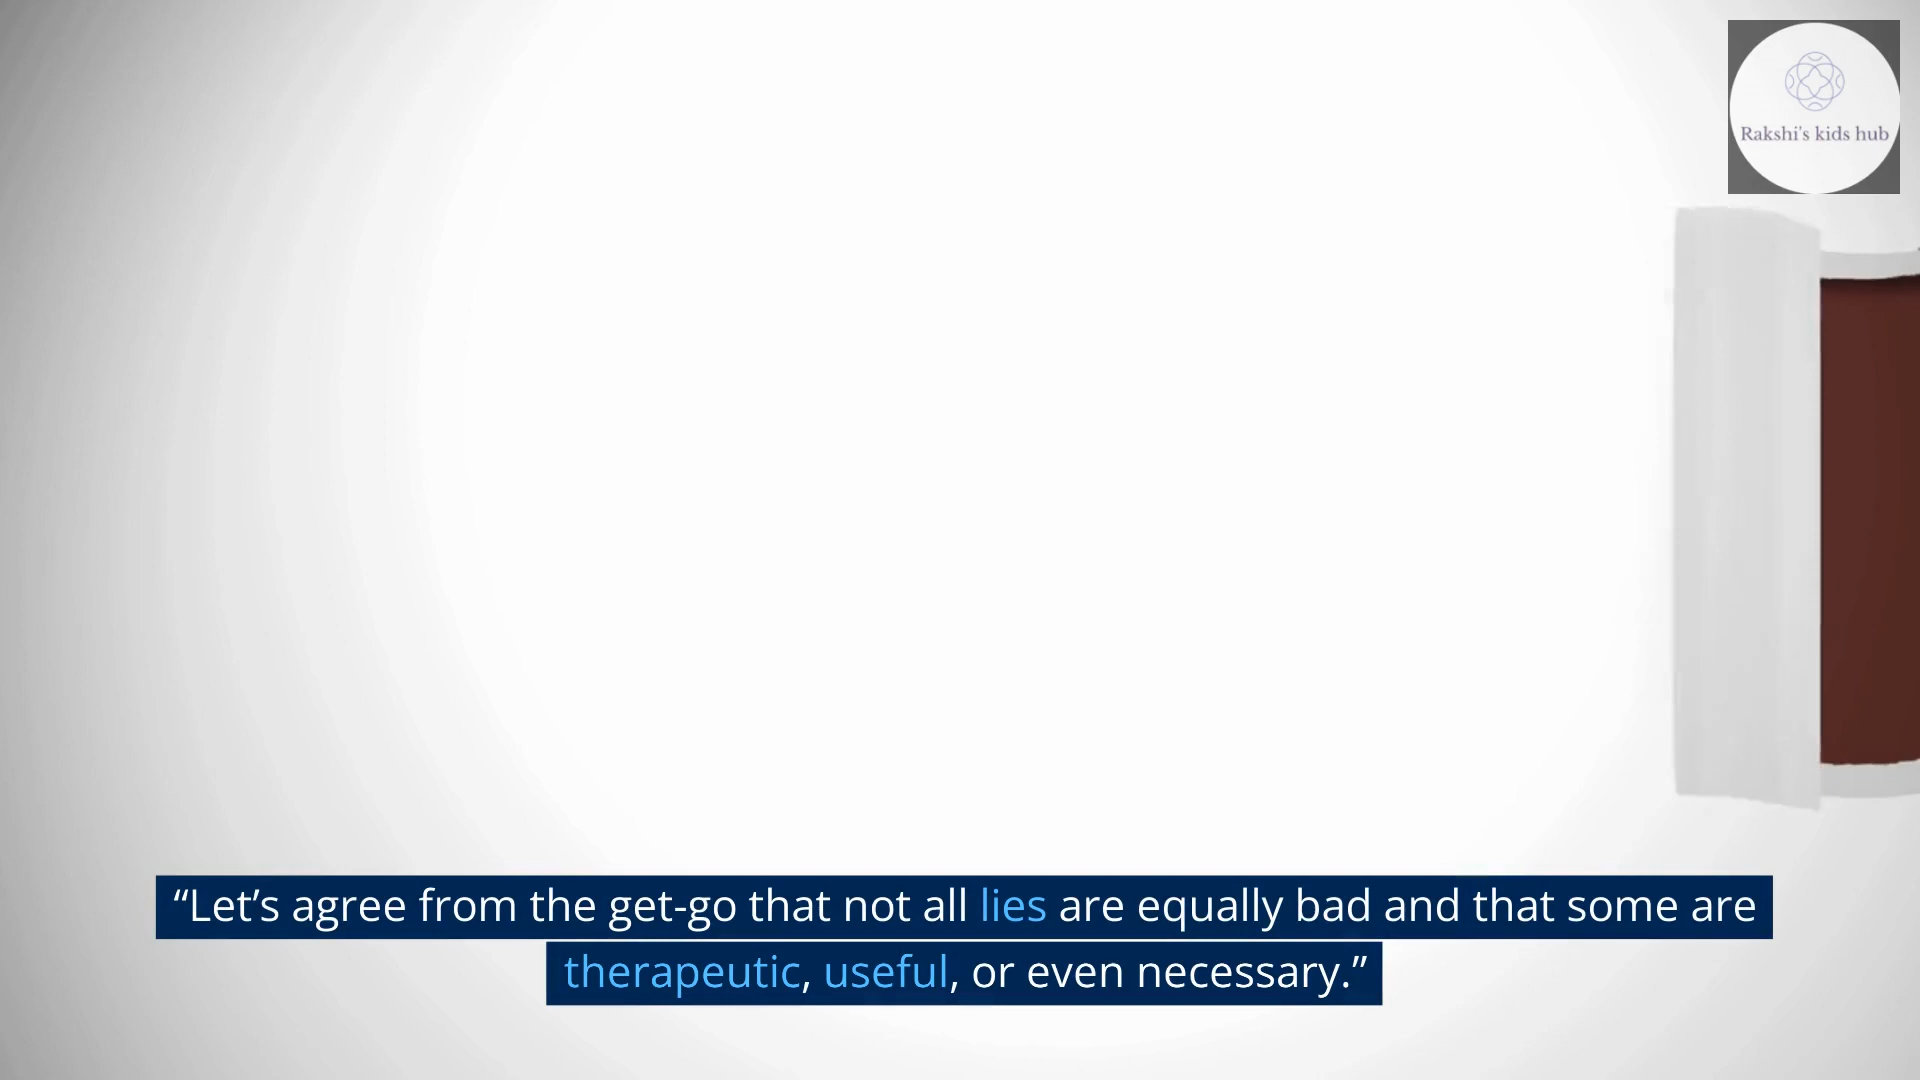 Rakshi's kids hub
“Let’s agree from the get-go that not all lies are equally bad and that some are
therapeutic, useful, or even necessary.”